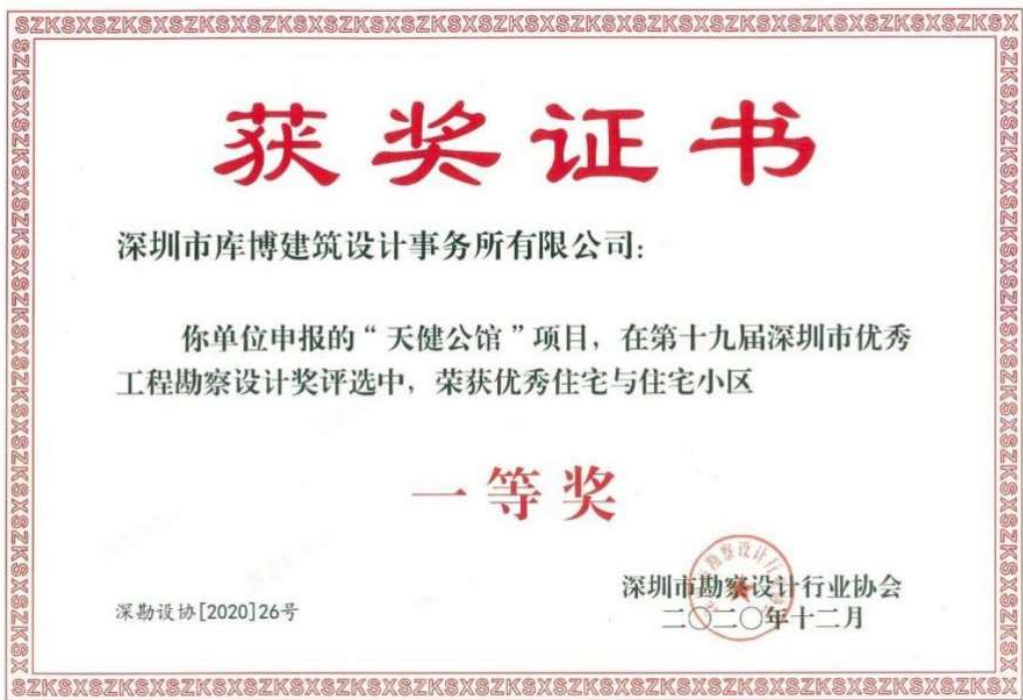 SZKSXSZKSXSZKSXSZKSXSZKSXSZKSXSZKSXSZKSXSZKSXSZKSX
获奖证书
深圳市库博建筑设计事务所有限公司：
你单位申报的“天健公馆”项目，在第十九届深圳市优秀
工程勘察设计奖评选中，荣获优秀住宅与住宅小区
一等奖
深圳市勘察设计行业协会
深勘设协[2020]26号
二〇二〇年十二月
SZKSXSZKSXSZKSXSZKSXSZKSXSZKSXSZKSXSZKSXSZKSXSZKSX